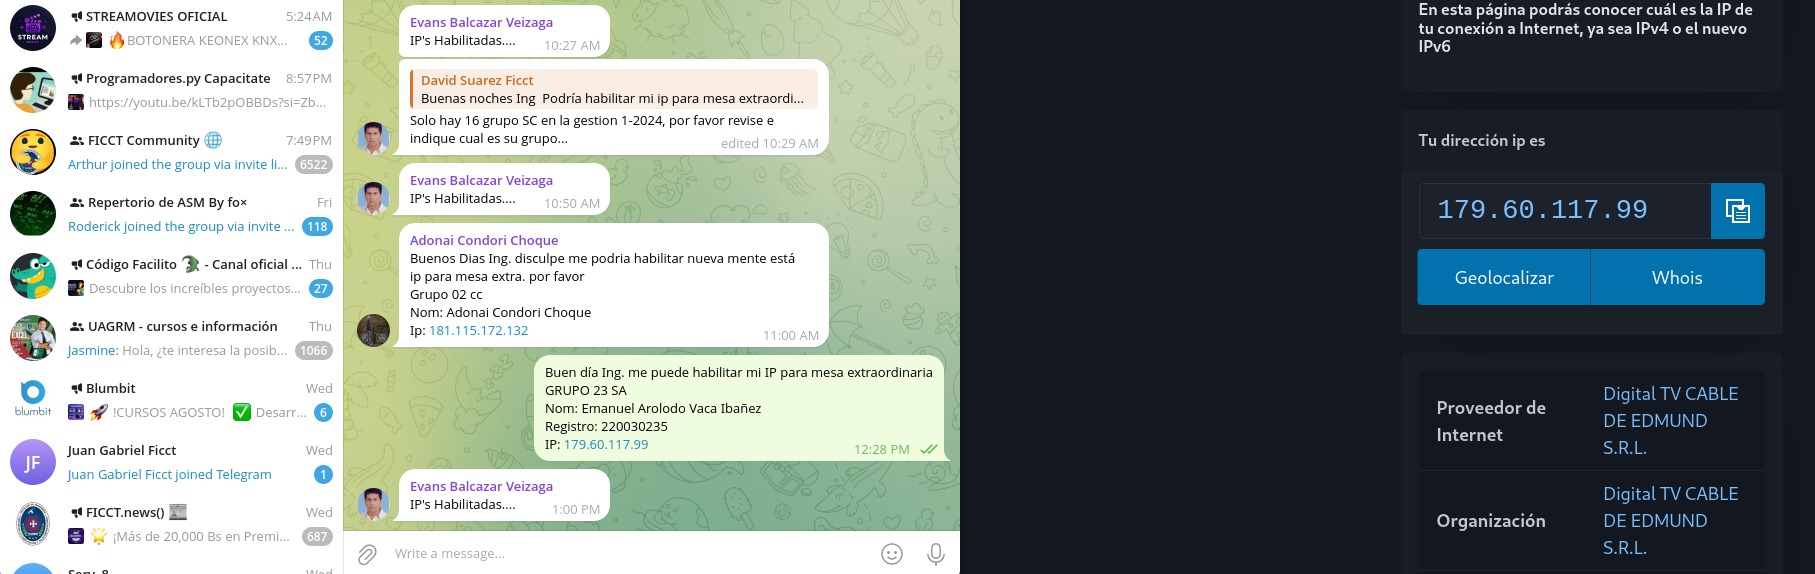 STREAMOVIES OFICIAL 5:24 AM
BOTONERA KEONEX KNX... 52
Programadores.py Capacitate 8:57 PM
https://youtu.be/kLTb2pOBBDs?si=Zb...
FICCT Community 7:49 PM
Arthur joined the group via invite li... 6522
Repertorio de ASM By fo× Fri
Roderick joined the group via invite ... 118
Código Facilito - Canal oficial ... Thu
Descubre los increíbles proyectos... 27
UAGRM - cursos e información Thu
Jasmine: Hola, ¿te interesa la posib... 1066
Blumbit Wed
blumbit
!CURSOS AGOSTO! Desarr... 6
JF
Juan Gabriel Ficct Wed
Juan Gabriel Ficct joined Telegram 1
FICCT.news() Wed
¡Más de 20,000 Bs en Premi... 687
STREAM
Evans Balcazar Veizaga
IP's Habilitadas.... 10:27 AM
David Suarez Ficct
Buenas noches Ing Podría habilitar mi ip para mesa extraordi...
Solo hay 16 grupo SC en la gestion 1-2024, por favor revise e
indique cual es su grupo... edited 10:29 AM
Evans Balcazar Veizaga
IP's Habilitadas.... 10:50 AM
Adonai Condori Choque
Buenos Dias Ing. disculpe me podria habilitar nueva mente está
ip para mesa extra. por favor
Grupo 02 cc
Nom: Adonai Condori Choque
Ip: 181.115.172.132 11:00 AM
Buen día Ing. me puede habilitar mi IP para mesa extraordinaria
GRUPO 23 SA
Nom: Emanuel Arolodo Vaca Ibañez
Registro: 220030235
IP: 179.60.117.99 12:28 PM
Evans Balcazar Veizaga
IP's Habilitadas.... 1:00 PM
Write a message...
En esta página podrás conocer cuál es la IP de
tu conexión a Internet, ya sea IPv4 o el nuevo
IPv6
Tu dirección ip es
179.60.117.99
Geolocalizar Whois
Proveedor de
Internet
Digital TV CABLE
DE EDMUND
S.R.L.
Organización
Digital TV CABLE
DE EDMUND
S.R.L.